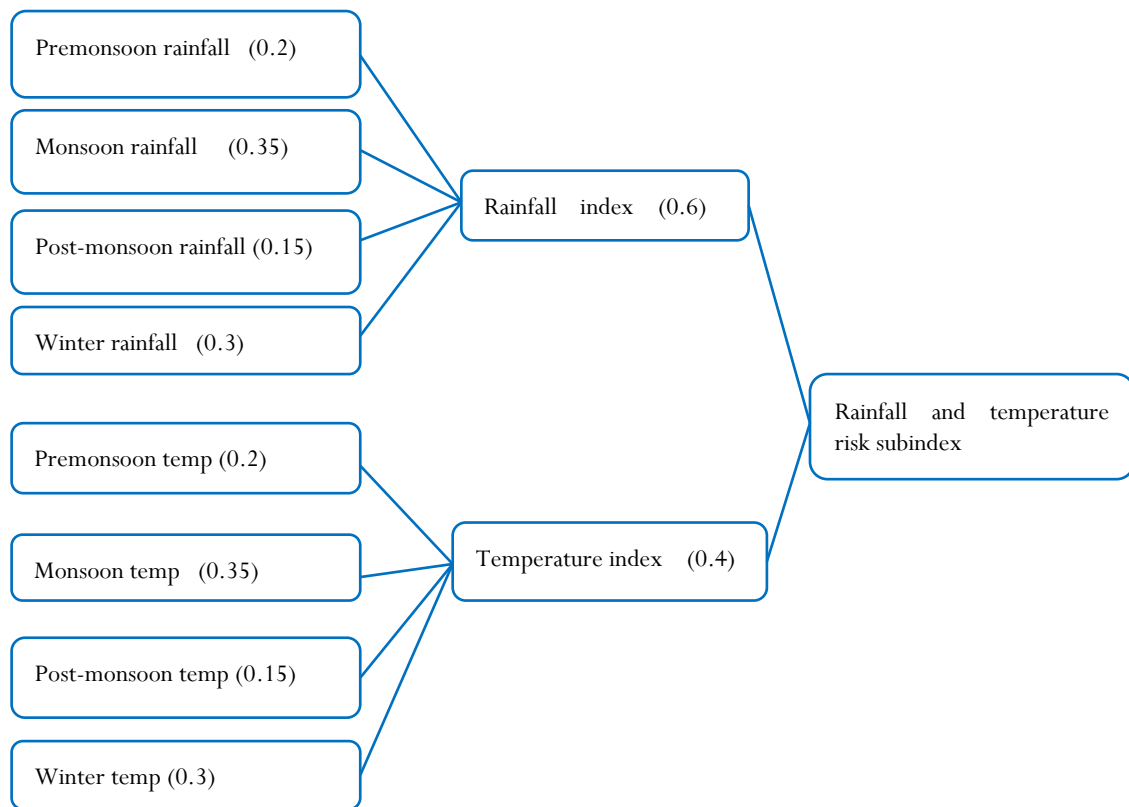 Premonsoon rainfall (0.2)
Monsoon rainfall (0.35)
Post-monsoon rainfall (0.15)
Winter rainfall (0.3)
Rainfall index (0.6)
Premonsoon temp (0.2)
Monsoon temp (0.35)
Post-monsoon temp (0.15)
Winter temp (0.3)
Temperature index (0.4)
Rainfall and temperature
risk subindex